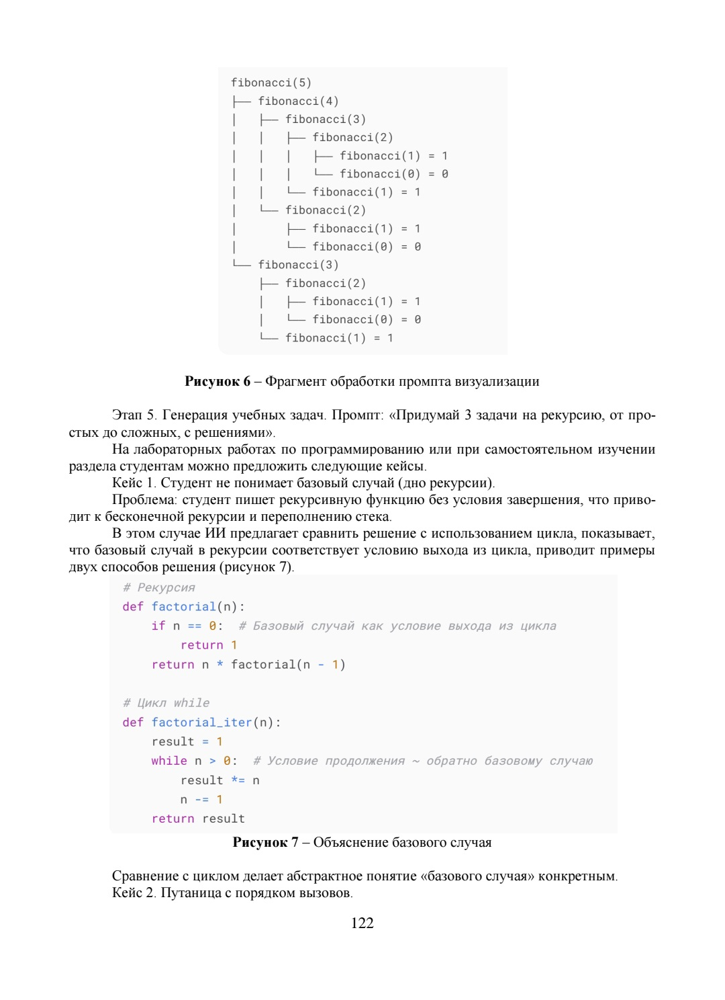 fibonacci(5)
├── fibonacci(4)
│   ├── fibonacci(3)
│   │   ├── fibonacci(2)
│   │   │   ├── fibonacci(1) = 1
│   │   │   └── fibonacci(0) = 0
│   │   └── fibonacci(1) = 1
│   └── fibonacci(2)
│       ├── fibonacci(1) = 1
│       └── fibonacci(0) = 0
└── fibonacci(3)
    ├── fibonacci(2)
    │   ├── fibonacci(1) = 1
    │   └── fibonacci(0) = 0
    └── fibonacci(1) = 1
Рисунок 6 – Фрагмент обработки промпта визуализации
Этап 5. Генерация учебных задач. Промпт: «Придумай 3 задачи на рекурсию, от про-
стых до сложных, с решениями».
На лабораторных работах по программированию или при самостоятельном изучении
раздела студентам можно предложить следующие кейсы.
Кейс 1. Студент не понимает базовый случай (дно рекурсии).
Проблема: студент пишет рекурсивную функцию без условия завершения, что приво-
дит к бесконечной рекурсии и переполнению стека.
В этом случае ИИ предлагает сравнить решение с использованием цикла, показывает,
что базовый случай в рекурсии соответствует условию выхода из цикла, приводит примеры
двух способов решения (рисунок 7).
# Рекурсия
def factorial(n):
    if n == 0:  # Базовый случай как условие выхода из цикла
        return 1
    return n * factorial(n - 1)
# Цикл while
def factorial_iter(n):
    result = 1
    while n > 0:  # Условие продолжения ~ обратно базовому случаю
        result *= n
        n -= 1
    return result
Рисунок 7 – Объяснение базового случая
Сравнение с циклом делает абстрактное понятие «базового случая» конкретным.
Кейс 2. Путаница с порядком вызовов.
122